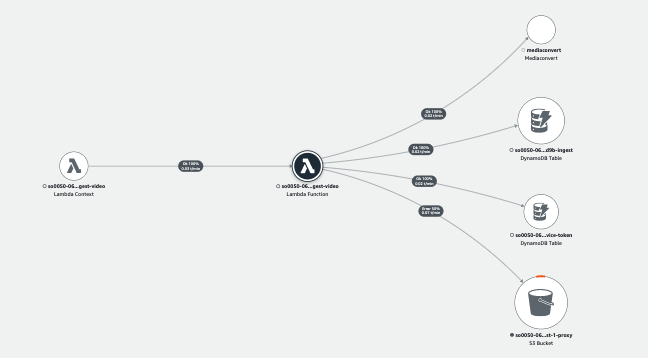 mediaconvert
Mediaconvert
Ok 100%
0.02 t/min
Ok 100%
0.02 t/min
so0050-06...d9b-ingest
DynamoDB Table
Ok 100%
0.03 t/min
so0050-06...gest-video
Lambda Context
so0050-06...gest-video
Lambda Function
Ok 100%
0.02 t/min
so0050-06...vice-token
DynamoDB Table
Error 50%
0.07 t/min
so0050-06...st-1-proxy
S3 Bucket